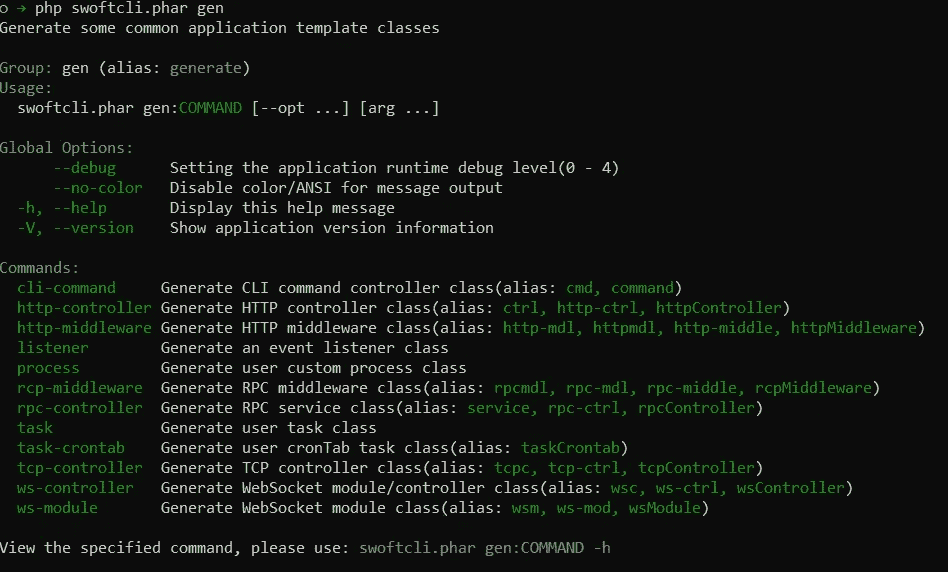 o → php swoftcli.phar gen
Generate some common application template classes
Group: gen (alias: generate)
Usage:
  swoftcli.phar gen:COMMAND [--opt ...] [arg ...]
Global Options:
      --debug      Setting the application runtime debug level(0 - 4)
      --no-color   Disable color/ANSI for message output
  -h, --help       Display this help message
  -V, --version    Show application version information
Commands:
  cli-command     Generate CLI command controller class(alias: cmd, command)
  http-controller Generate HTTP controller class(alias: ctrl, http-ctrl, httpController)
  http-middleware Generate HTTP middleware class(alias: http-mdl, httpmdl, http-middle, httpMiddleware)
  listener        Generate an event listener class
  process         Generate user custom process class
  rcp-middleware  Generate RPC middleware class(alias: rpcmdl, rpc-mdl, rpc-middle, rcpMiddleware)
  rpc-controller  Generate RPC service class(alias: service, rpc-ctrl, rpcController)
  task            Generate user task class
  task-crontab    Generate user cronTab task class(alias: taskCrontab)
  tcp-controller  Generate TCP controller class(alias: tcpc, tcp-ctrl, tcpController)
  ws-controller   Generate WebSocket module/controller class(alias: wsc, ws-ctrl, wsController)
  ws-module       Generate WebSocket module class(alias: wsm, ws-mod, wsModule)
View the specified command, please use: swoftcli.phar gen:COMMAND -h